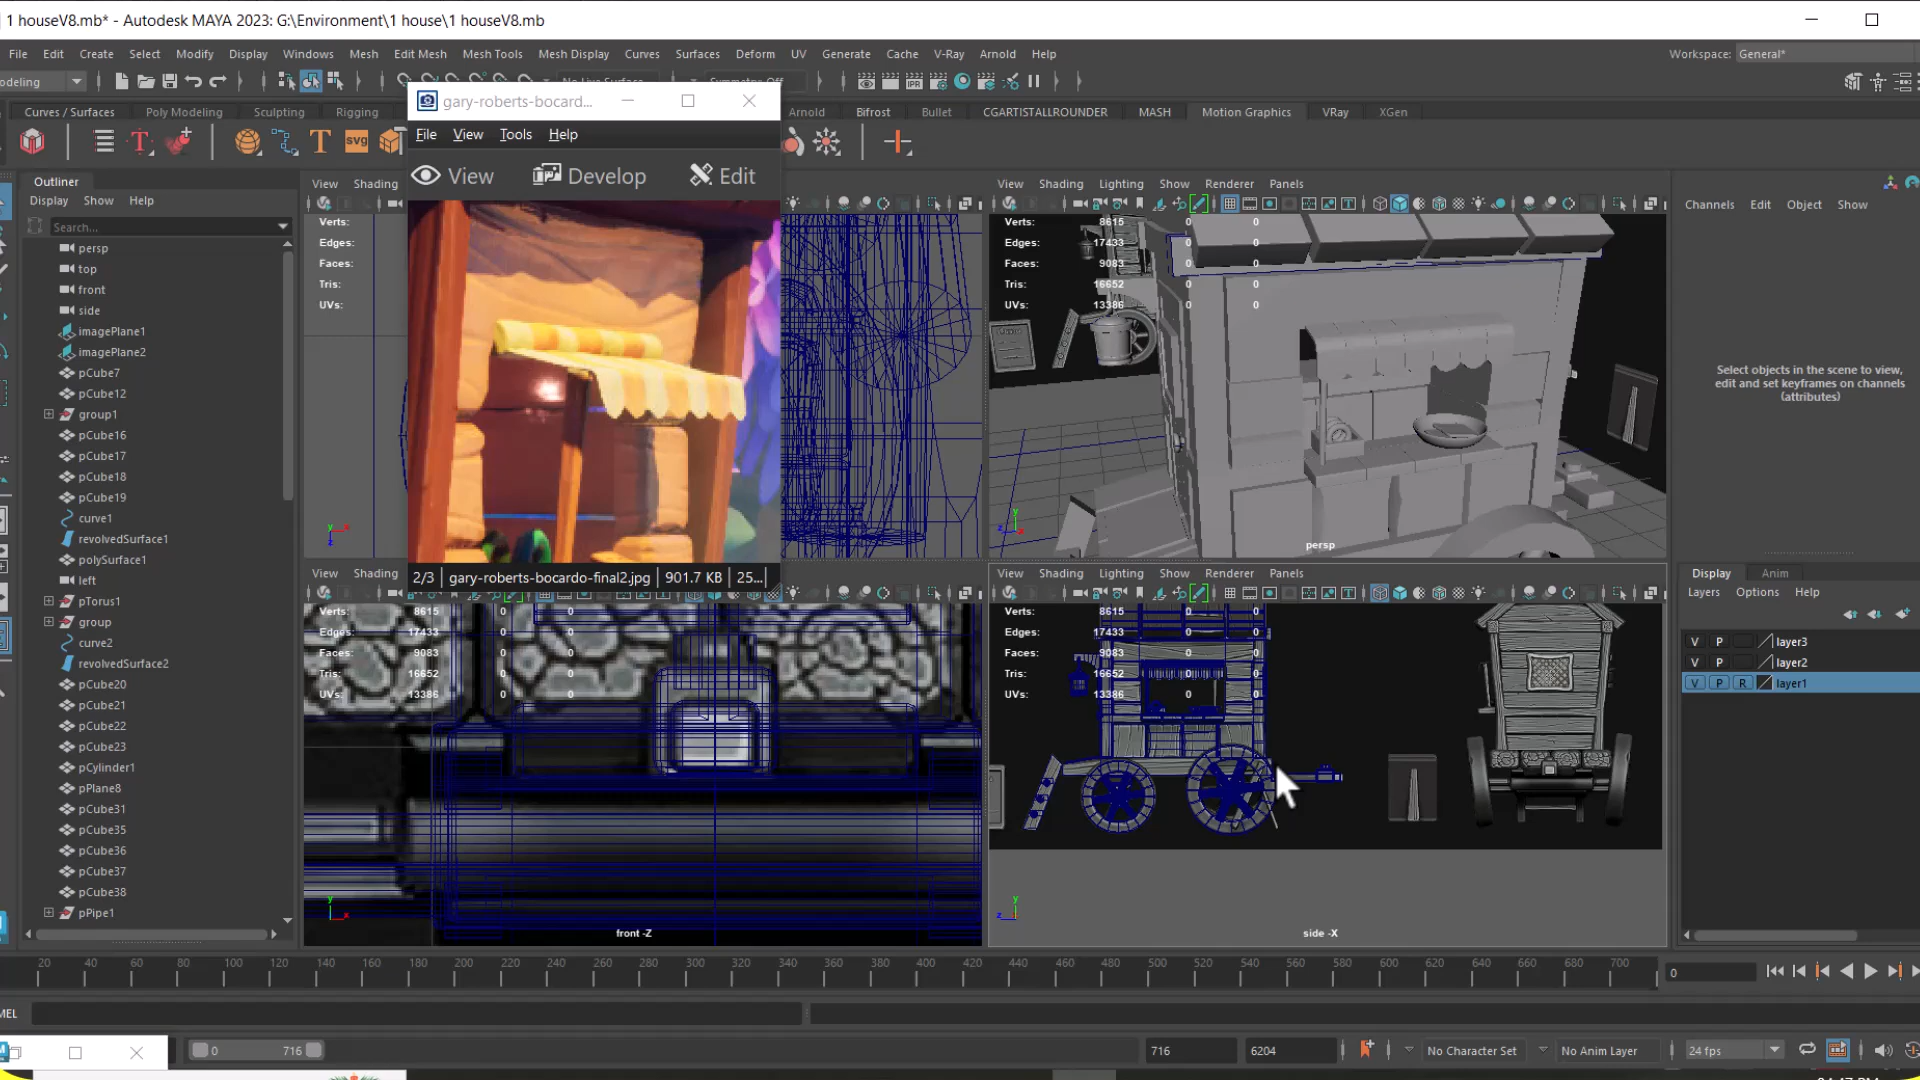 1 houseV8.mb* - Autodesk MAYA 2023: G:\Environment\1 house\1 houseV8.mb
File Edit Create Select Modify Display Windows Mesh Edit Mesh Mesh Tools Mesh Display Curves Surfaces Deform UV Generate Cache V-Ray Arnold Help
Workspace: General*
Curves / Surfaces Poly Modeling Sculpting Rigging
Arnold Bifrost Bullet CGARTISTALLROUNDER MASH Motion Graphics VRay XGen
gary-roberts-bocard...
File View Tools Help
View Develop Edit
2/3 gary-roberts-bocardo-final2.jpg 901.7 KB 25...
Outliner
Display Show Help
Search...
persp
top
front
side
imagePlane1
imagePlane2
pCube7
pCube12
group1
pCube16
pCube17
pCube18
pCube19
curve1
revolvedSurface1
polySurface1
left
pTorus1
group
curve2
revolvedSurface2
pCube20
pCube21
pCube22
pCube23
pCylinder1
pPlane8
pCube31
pCube35
pCube36
pCube37
pCube38
pPipe1
View Shading
Verts:
Edges:
Faces:
Tris:
UVs:
View Shading Lighting Show Renderer Panels
Verts: 8615 0 0
Edges: 17433 0 0
Faces: 9083 0 0
Tris: 16652 0 0
UVs: 13386 0 0
persp
View Shading
Verts: 8615 0 0
Edges: 17433 0 0
Faces: 9083 0 0
Tris: 16652 0 0
UVs: 13386 0 0
front -Z
View Shading Lighting Show Renderer Panels
Verts: 8615 0 0
Edges: 17433 0 0
Faces: 9083 0 0
Tris: 16652 0 0
UVs: 13386 0 0
side -X
Channels Edit Object Show
Select objects in the scene to view,
edit and set keyframes on channels
(attributes)
Display Anim
Layers Options Help
V P layer3
V P layer2
V P R layer1
20 40 60 80 100 120 140 160 180 200 220 240 260 280 300 320 340 360 380 400 420 440 460 480 500 520 540 560 580 600 620 640 660 680 700
0
0 716
716 6204 No Character Set No Anim Layer 24 fps